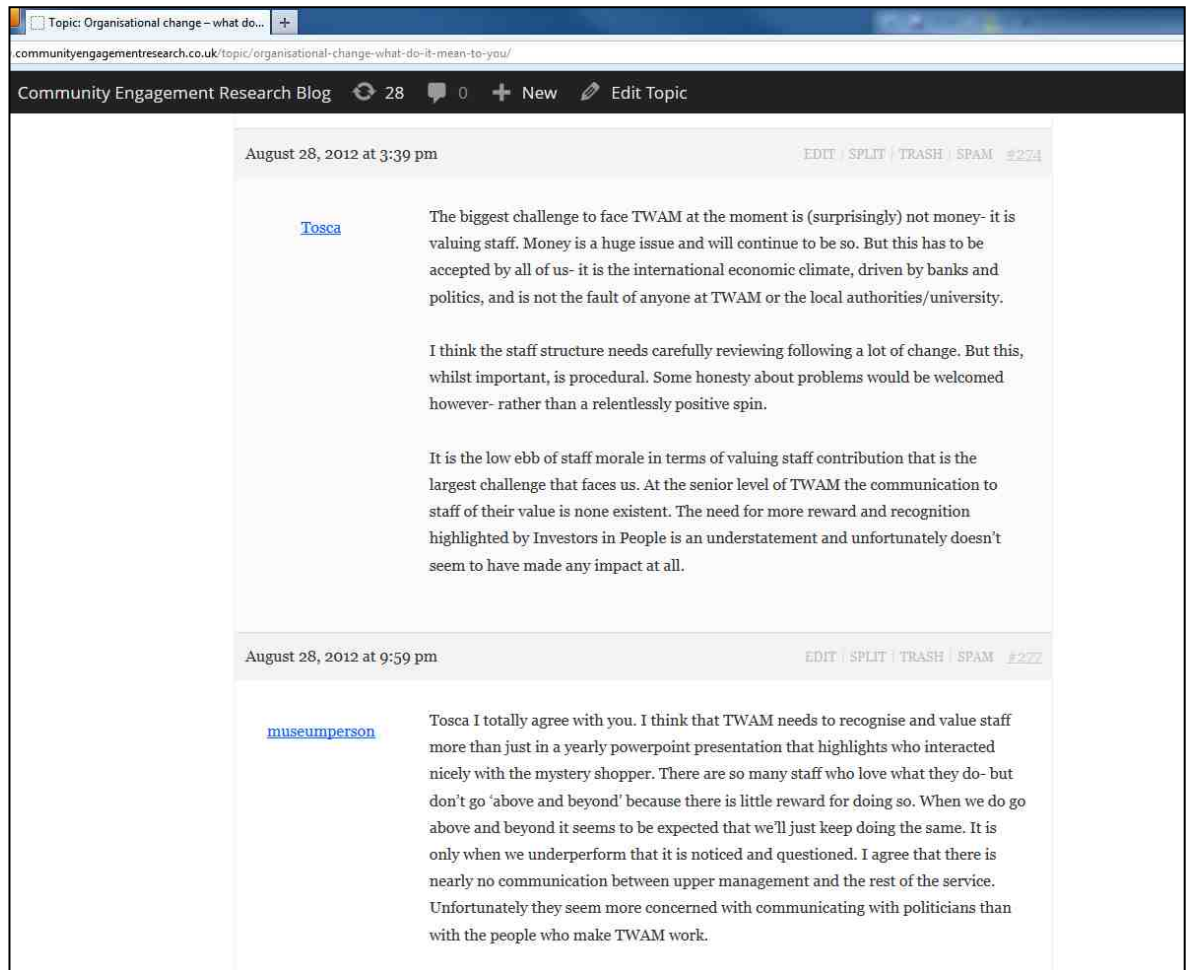 Topic: Organisational change – what do...
.communityengagementresearch.co.uk/topic/organisational-change-what-do-it-mean-to-you/
Community Engagement Research Blog 28 0 + New Edit Topic
August 28, 2012 at 3:39 pm EDIT | SPLIT | TRASH | SPAM #274
Tosca
The biggest challenge to face TWAM at the moment is (surprisingly) not money- it is
valuing staff. Money is a huge issue and will continue to be so. But this has to be
accepted by all of us- it is the international economic climate, driven by banks and
politics, and is not the fault of anyone at TWAM or the local authorities/university.
I think the staff structure needs carefully reviewing following a lot of change. But this,
whilst important, is procedural. Some honesty about problems would be welcomed
however- rather than a relentlessly positive spin.
It is the low ebb of staff morale in terms of valuing staff contribution that is the
largest challenge that faces us. At the senior level of TWAM the communication to
staff of their value is none existent. The need for more reward and recognition
highlighted by Investors in People is an understatement and unfortunately doesn't
seem to have made any impact at all.
August 28, 2012 at 9:59 pm EDIT | SPLIT | TRASH | SPAM #277
museumperson
Tosca I totally agree with you. I think that TWAM needs to recognise and value staff
more than just in a yearly powerpoint presentation that highlights who interacted
nicely with the mystery shopper. There are so many staff who love what they do- but
don't go 'above and beyond' because there is little reward for doing so. When we do go
above and beyond it seems to be expected that we'll just keep doing the same. It is
only when we underperform that it is noticed and questioned. I agree that there is
nearly no communication between upper management and the rest of the service.
Unfortunately they seem more concerned with communicating with politicians than
with the people who make TWAM work.